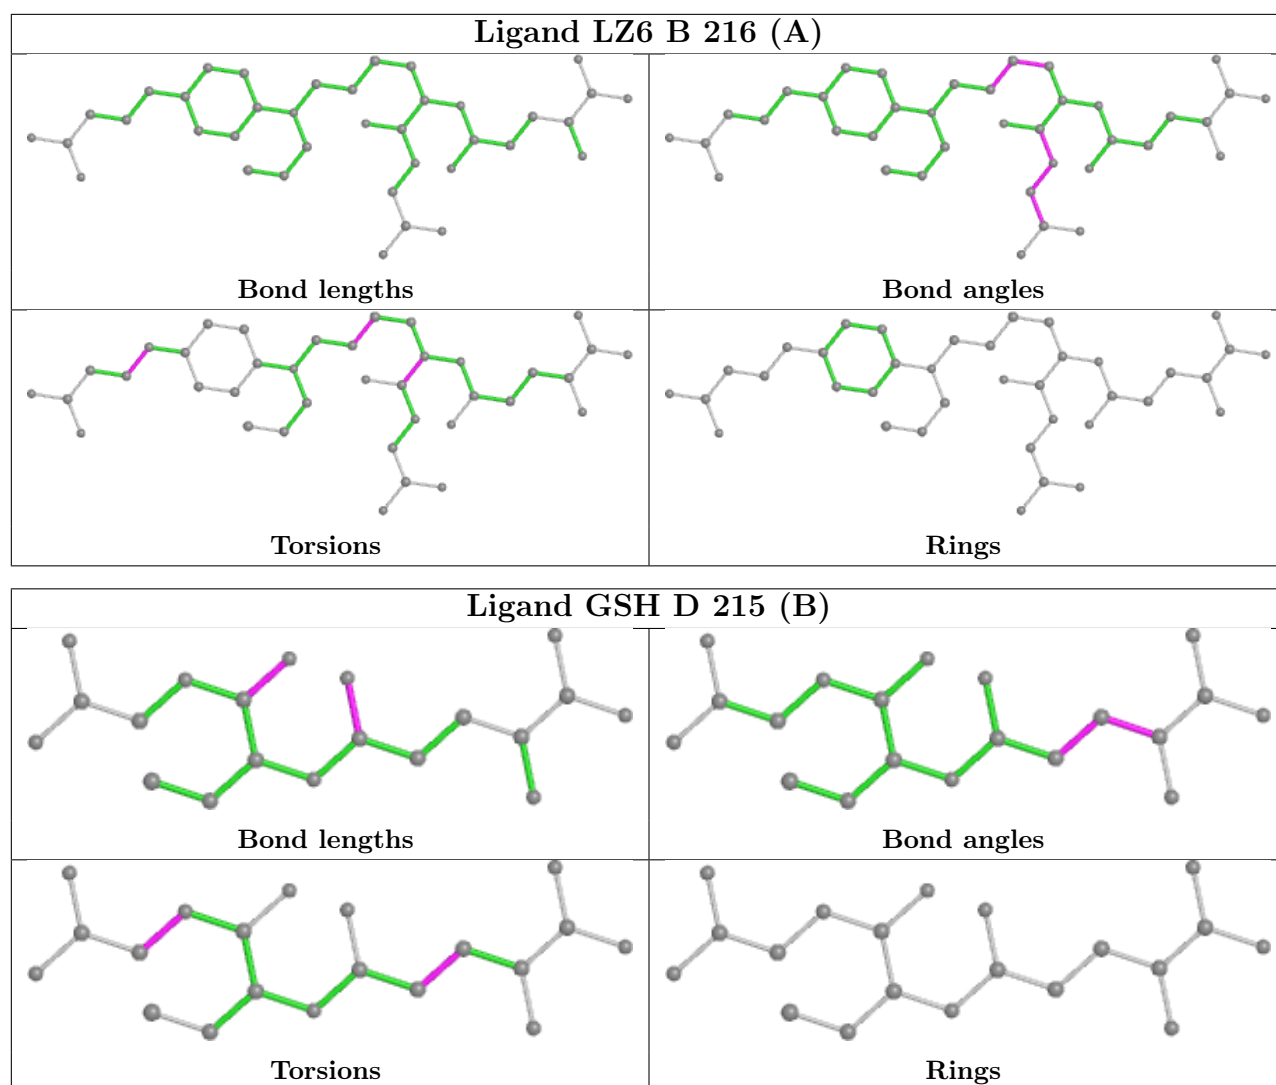 Ligand LZ6 B 216 (A)
Bond lengths
Bond angles
Torsions
Rings
Ligand GSH D 215 (B)
Bond lengths
Bond angles
Torsions
Rings